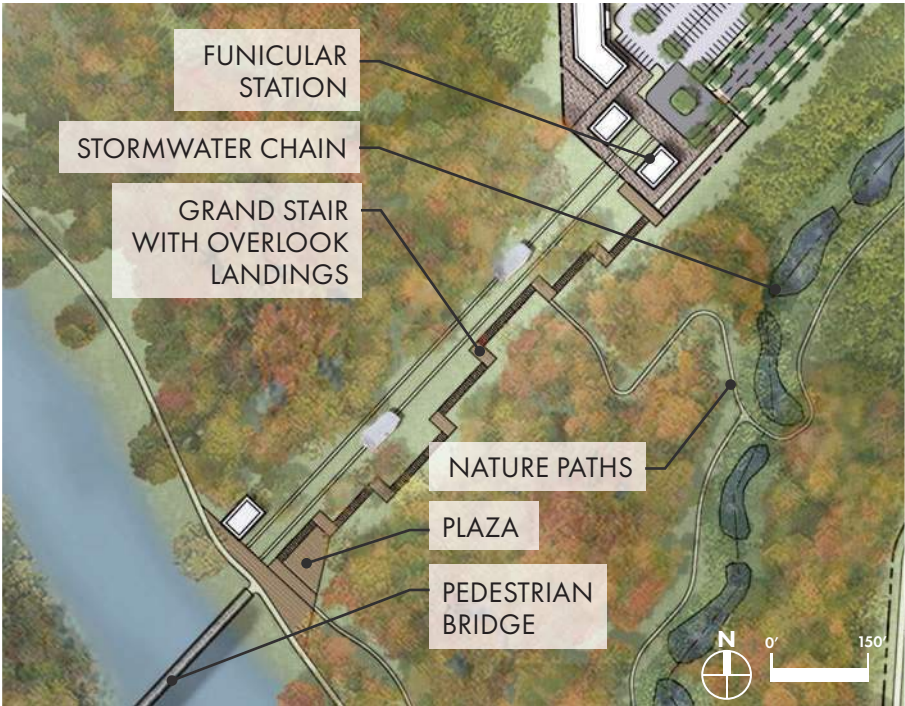 FUNICULAR
STATION
STORMWATER CHAIN
GRAND STAIR
WITH OVERLOOK
LANDINGS
NATURE PATHS
PLAZA
PEDESTRIAN
BRIDGE
N
0' 150'